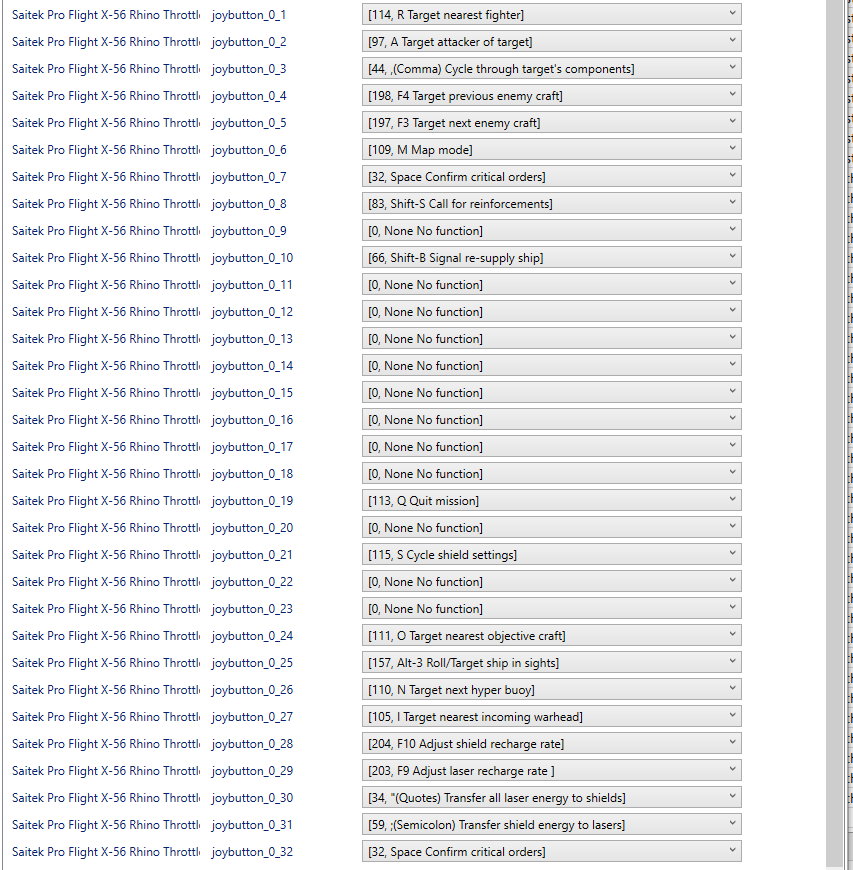 Saitek Pro Flight X-56 Rhino Throttl joybutton_0_1 [114, R Target nearest fighter]
Saitek Pro Flight X-56 Rhino Throttl joybutton_0_2 [97, A Target attacker of target]
Saitek Pro Flight X-56 Rhino Throttl joybutton_0_3 [44, ,(Comma) Cycle through target's components]
Saitek Pro Flight X-56 Rhino Throttl joybutton_0_4 [198, F4 Target previous enemy craft]
Saitek Pro Flight X-56 Rhino Throttl joybutton_0_5 [197, F3 Target next enemy craft]
Saitek Pro Flight X-56 Rhino Throttl joybutton_0_6 [109, M Map mode]
Saitek Pro Flight X-56 Rhino Throttl joybutton_0_7 [32, Space Confirm critical orders]
Saitek Pro Flight X-56 Rhino Throttl joybutton_0_8 [83, Shift-S Call for reinforcements]
Saitek Pro Flight X-56 Rhino Throttl joybutton_0_9 [0, None No function]
Saitek Pro Flight X-56 Rhino Throttl joybutton_0_10 [66, Shift-B Signal re-supply ship]
Saitek Pro Flight X-56 Rhino Throttl joybutton_0_11 [0, None No function]
Saitek Pro Flight X-56 Rhino Throttl joybutton_0_12 [0, None No function]
Saitek Pro Flight X-56 Rhino Throttl joybutton_0_13 [0, None No function]
Saitek Pro Flight X-56 Rhino Throttl joybutton_0_14 [0, None No function]
Saitek Pro Flight X-56 Rhino Throttl joybutton_0_15 [0, None No function]
Saitek Pro Flight X-56 Rhino Throttl joybutton_0_16 [0, None No function]
Saitek Pro Flight X-56 Rhino Throttl joybutton_0_17 [0, None No function]
Saitek Pro Flight X-56 Rhino Throttl joybutton_0_18 [0, None No function]
Saitek Pro Flight X-56 Rhino Throttl joybutton_0_19 [113, Q Quit mission]
Saitek Pro Flight X-56 Rhino Throttl joybutton_0_20 [0, None No function]
Saitek Pro Flight X-56 Rhino Throttl joybutton_0_21 [115, S Cycle shield settings]
Saitek Pro Flight X-56 Rhino Throttl joybutton_0_22 [0, None No function]
Saitek Pro Flight X-56 Rhino Throttl joybutton_0_23 [0, None No function]
Saitek Pro Flight X-56 Rhino Throttl joybutton_0_24 [111, O Target nearest objective craft]
Saitek Pro Flight X-56 Rhino Throttl joybutton_0_25 [157, Alt-3 Roll/Target ship in sights]
Saitek Pro Flight X-56 Rhino Throttl joybutton_0_26 [110, N Target next hyper buoy]
Saitek Pro Flight X-56 Rhino Throttl joybutton_0_27 [105, I Target nearest incoming warhead]
Saitek Pro Flight X-56 Rhino Throttl joybutton_0_28 [204, F10 Adjust shield recharge rate]
Saitek Pro Flight X-56 Rhino Throttl joybutton_0_29 [203, F9 Adjust laser recharge rate ]
Saitek Pro Flight X-56 Rhino Throttl joybutton_0_30 [34, "(Quotes) Transfer all laser energy to shields]
Saitek Pro Flight X-56 Rhino Throttl joybutton_0_31 [59, ;(Semicolon) Transfer shield energy to lasers]
Saitek Pro Flight X-56 Rhino Throttl joybutton_0_32 [32, Space Confirm critical orders]